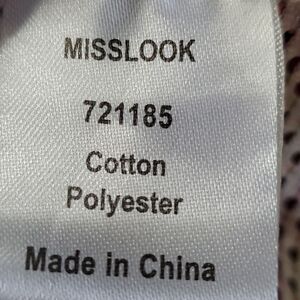 MISSLOOK
721185
Cotton
Polyester
Made in China